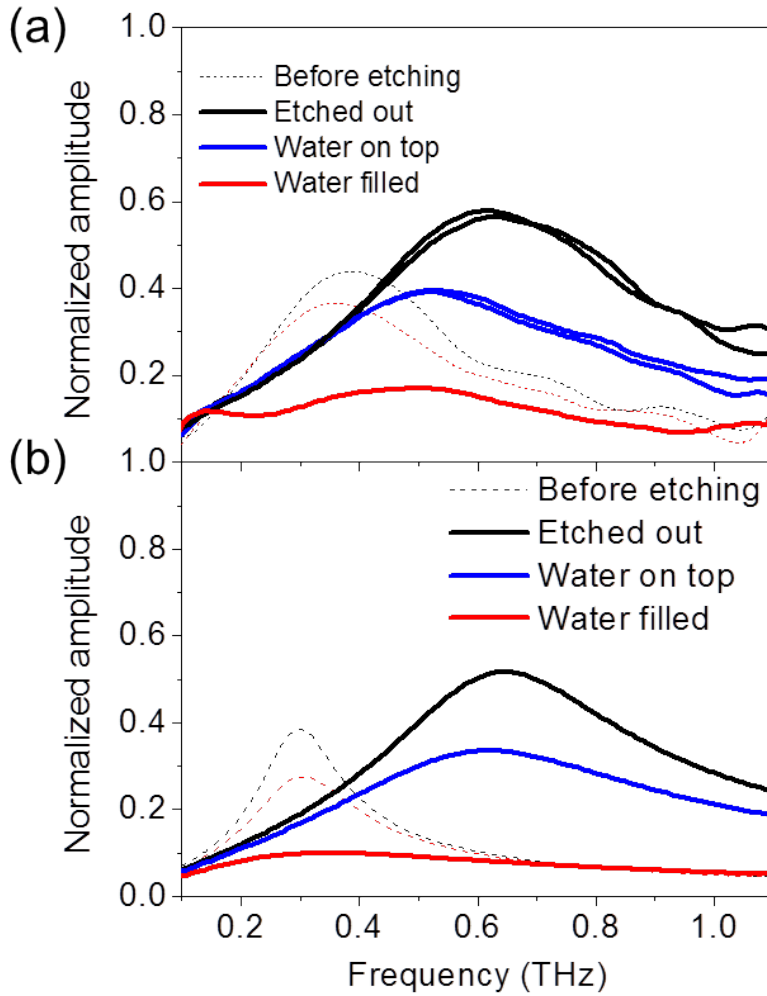 (a)
1.0
0.8
0.6
0.4
0.2
1.0
Normalized amplitude
Before etching
Etched out
Water on top
Water filled
(b)
0.8
0.6
0.4
0.2
0.0
Normalized amplitude
Before etching
Etched out
Water on top
Water filled
0.2 0.4 0.6 0.8 1.0
Frequency (THz)